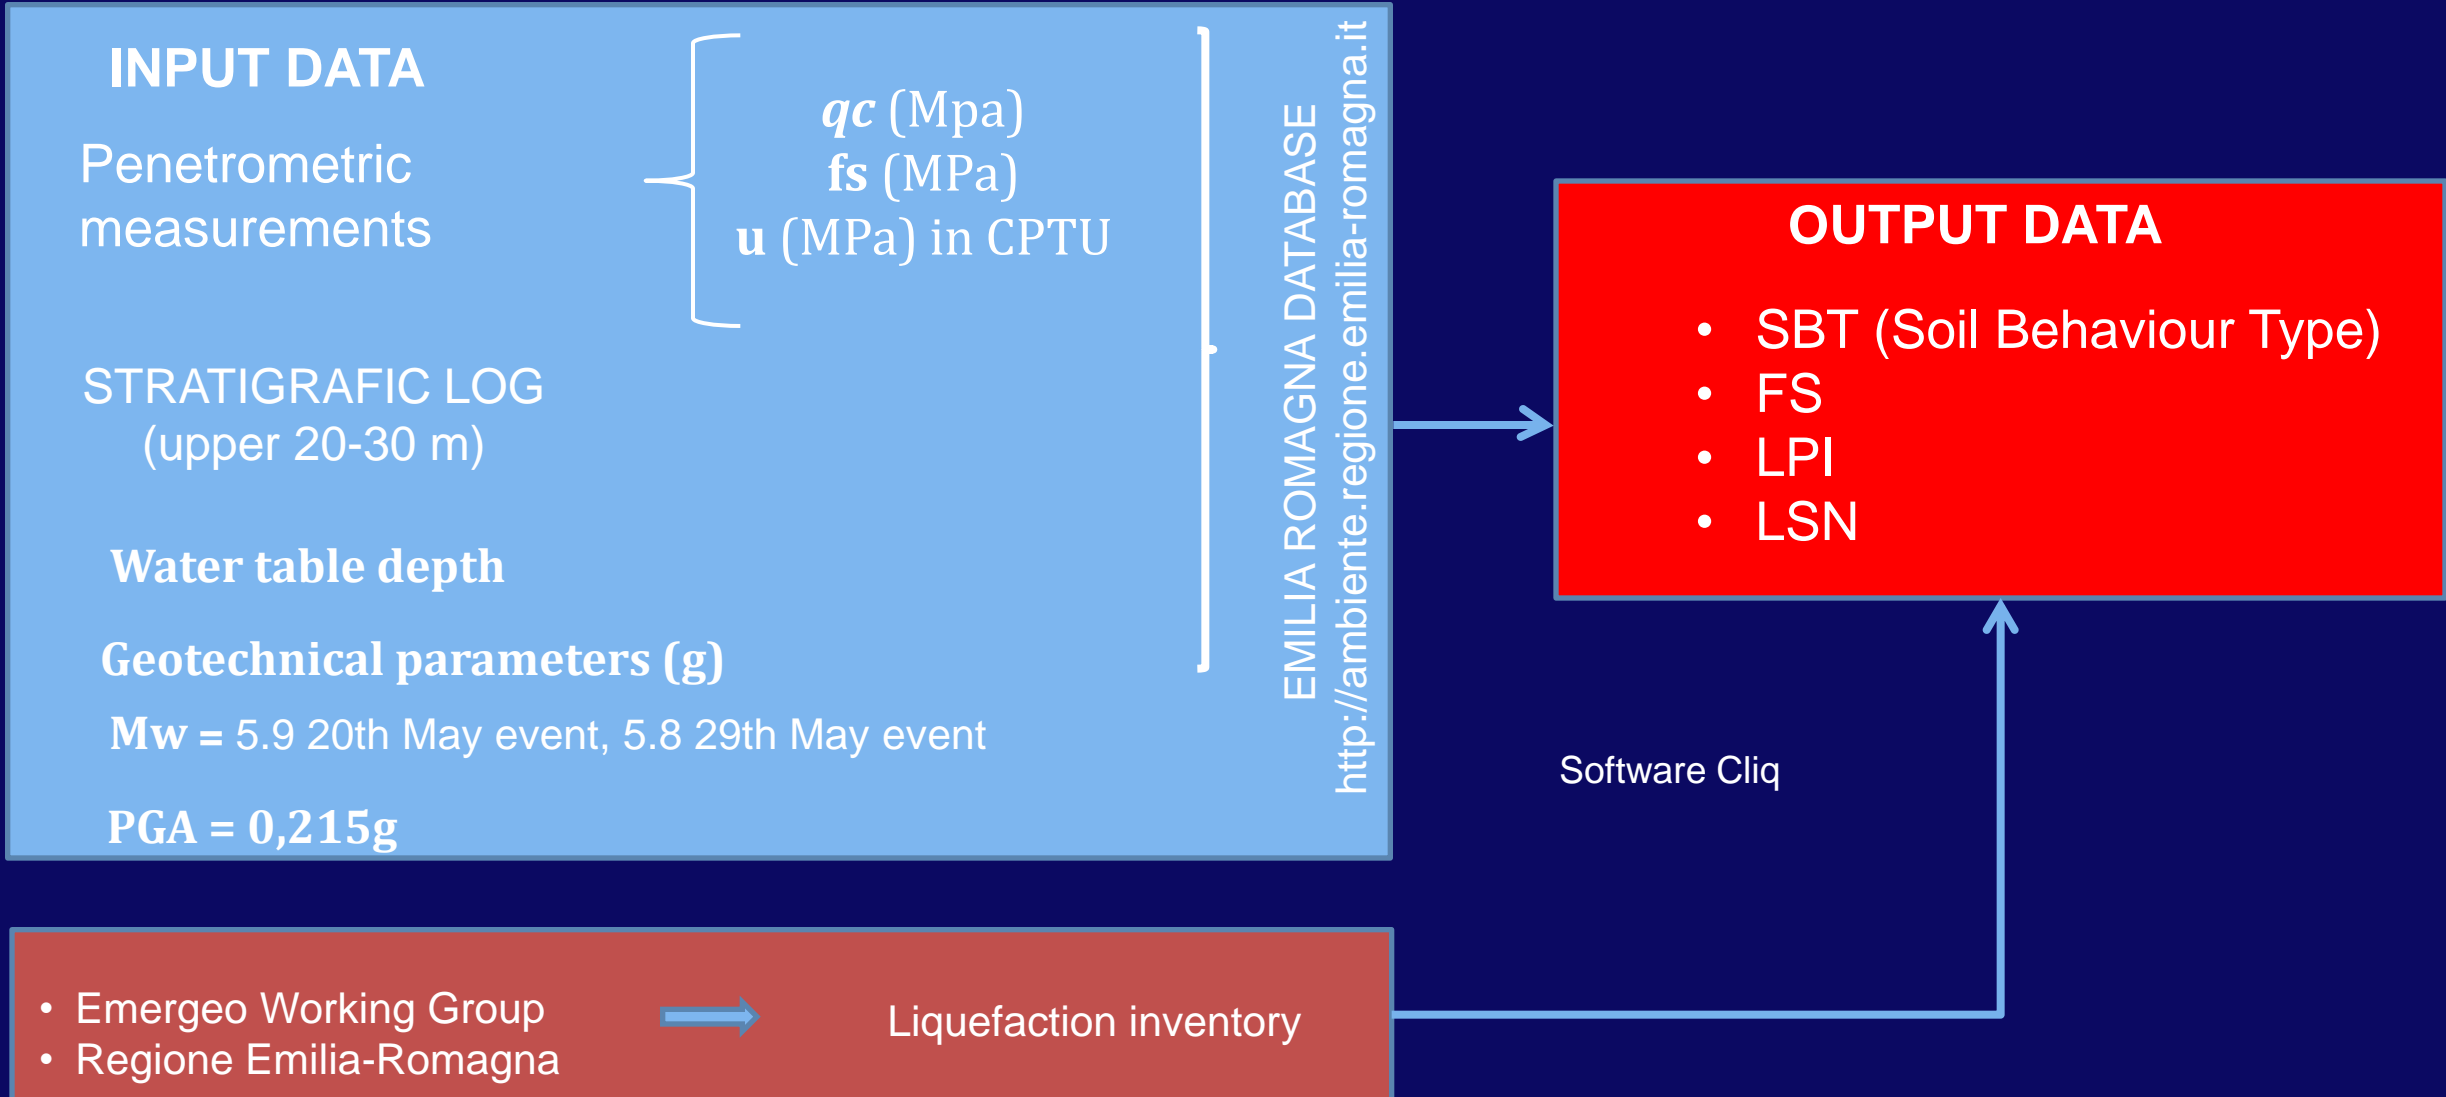 INPUT DATA
Penetrometric
measurements
qc (Mpa)
fs (MPa)
u (MPa) in CPTU
STRATIGRAFIC LOG
(upper 20-30 m)
Water table depth
Geotechnical parameters (g)
Mw = 5.9 20th May event, 5.8 29th May event
PGA = 0,215g
EMILIA ROMAGNA DATABASE
http://ambiente.regione.emilia-romagna.it
OUTPUT DATA
• SBT (Soil Behaviour Type)
• FS
• LPI
• LSN
Software Cliq
• Emergeo Working Group
• Regione Emilia-Romagna
Liquefaction inventory